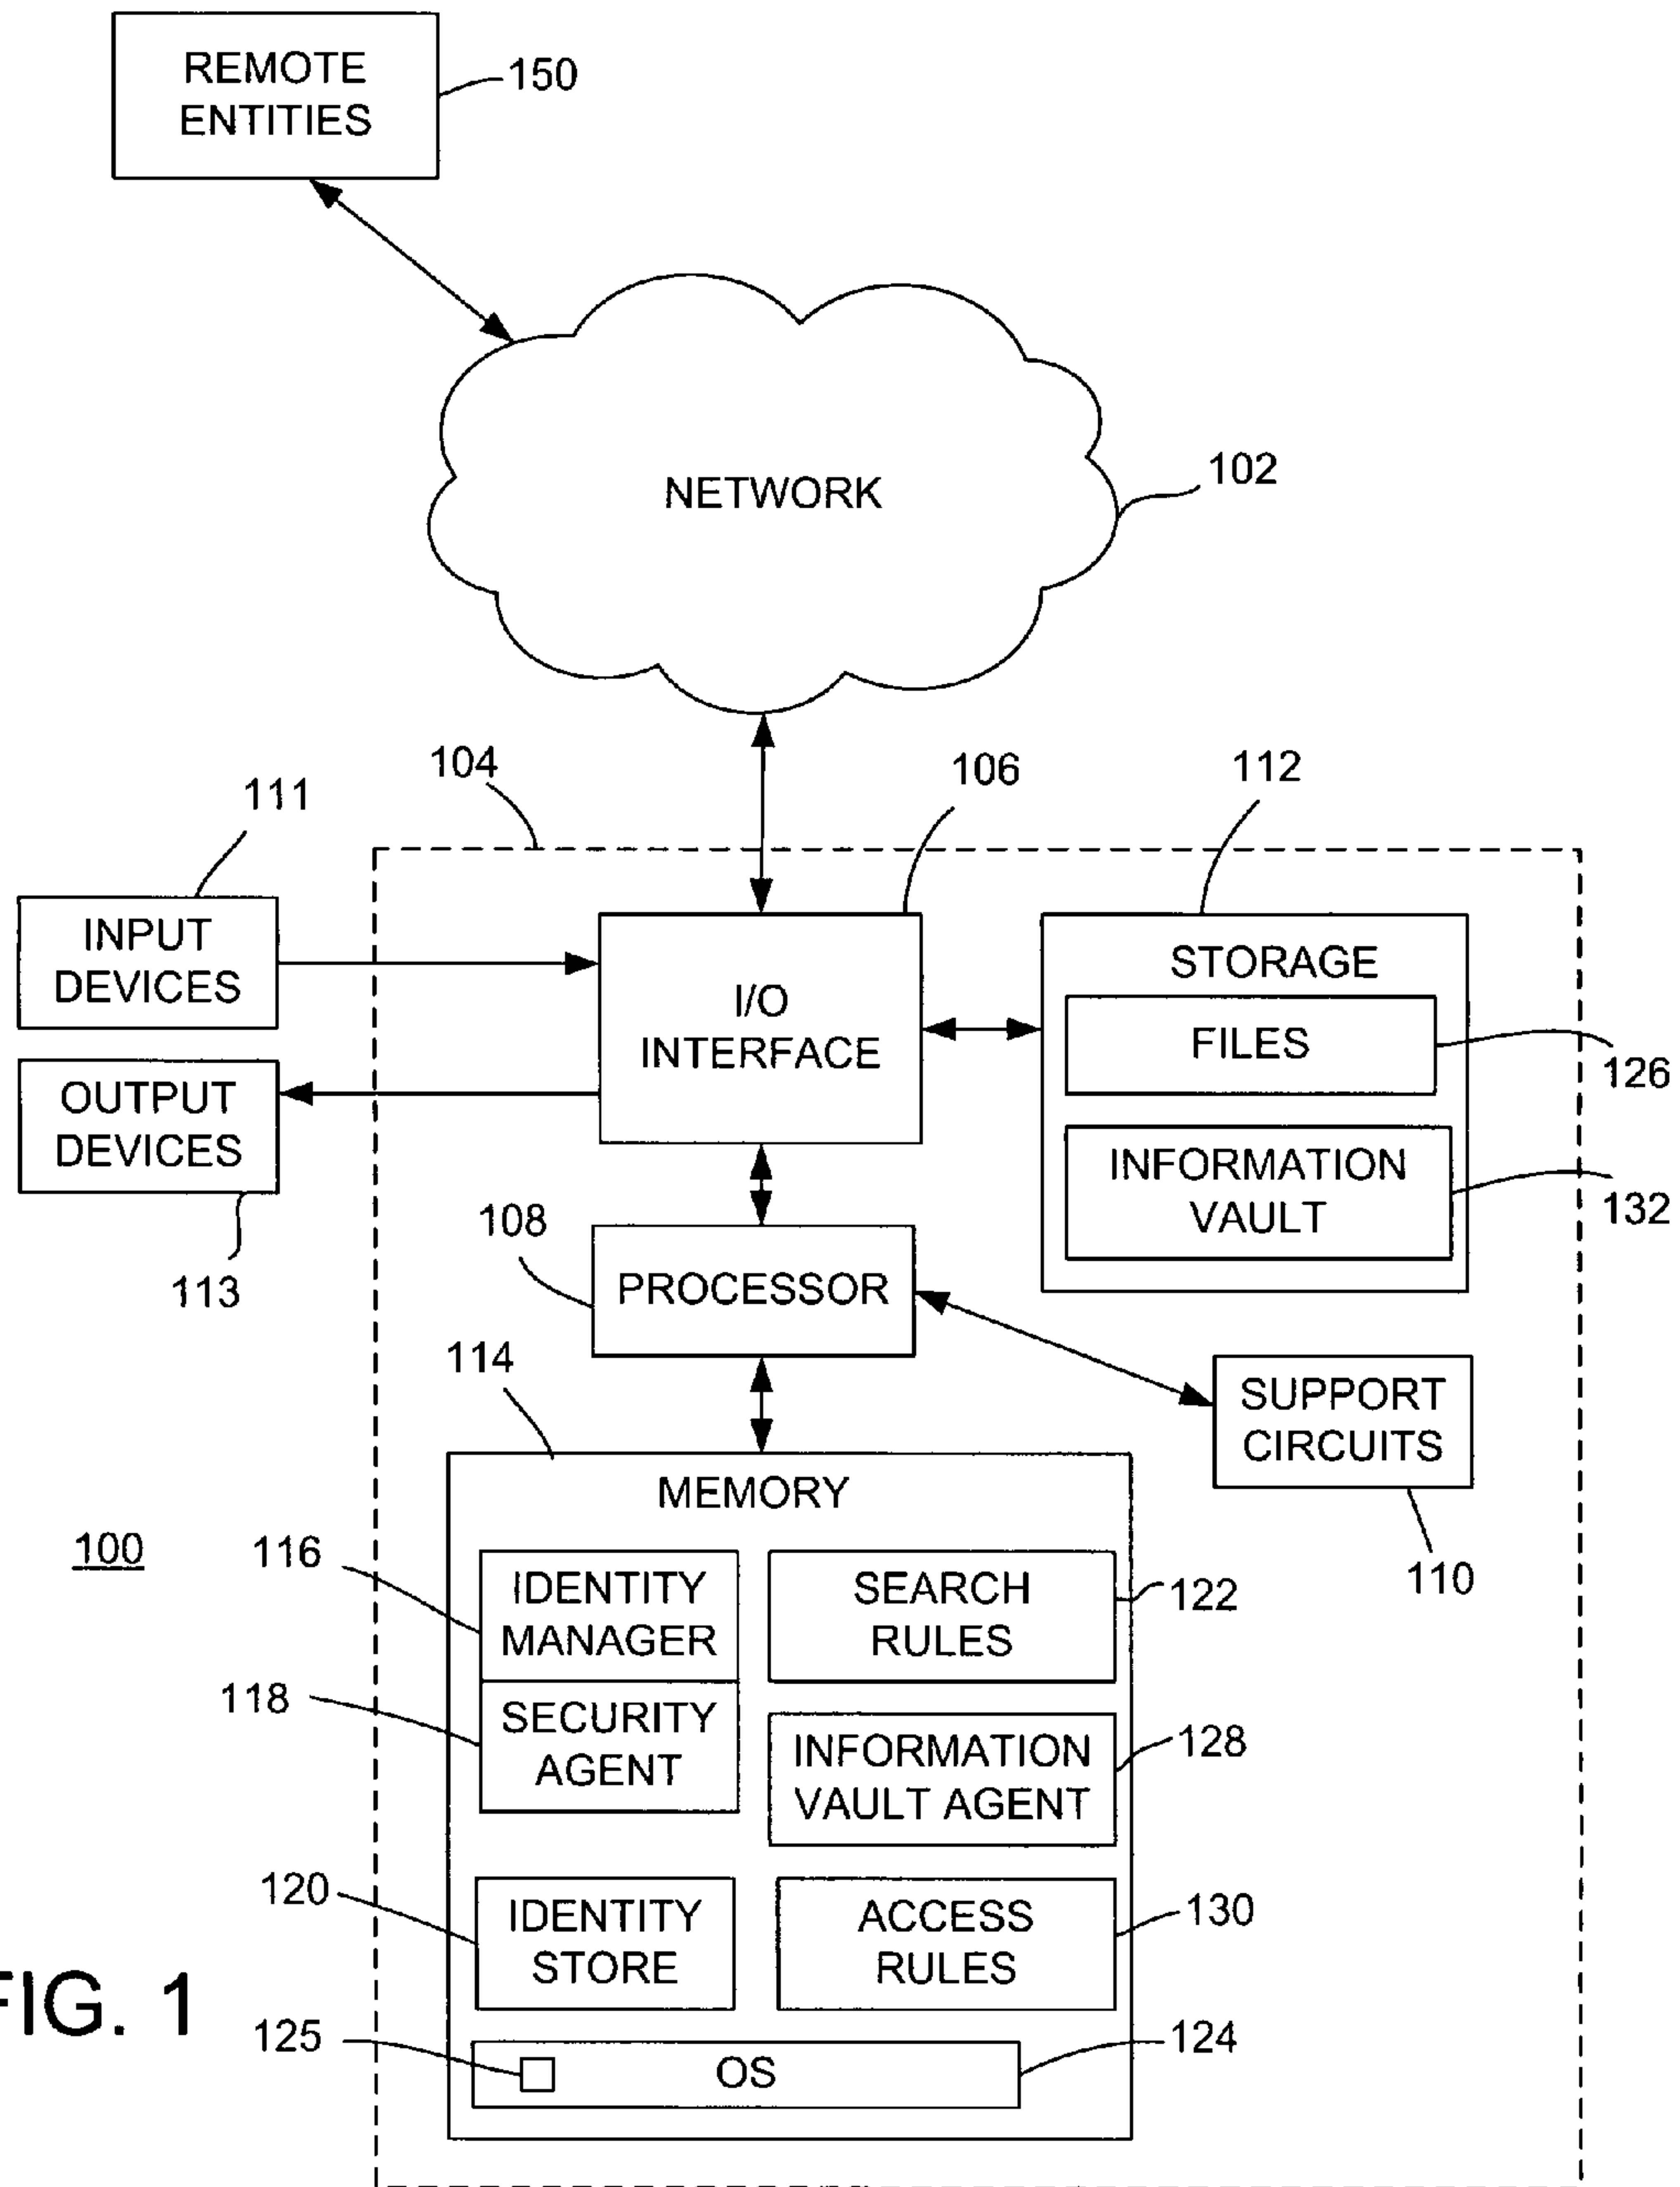 REMOTE
ENTITIES
150
NETWORK
102
104
106
112
111
INPUT
DEVICES
OUTPUT
DEVICES
113
I/O
INTERFACE
STORAGE
FILES
126
INFORMATION
VAULT
132
108
PROCESSOR
114
SUPPORT
CIRCUITS
110
MEMORY
100
116
IDENTITY
MANAGER
SEARCH
RULES
122
118
SECURITY
AGENT
INFORMATION
VAULT AGENT
128
120
IDENTITY
STORE
ACCESS
RULES
130
FIG. 1
125
OS
124